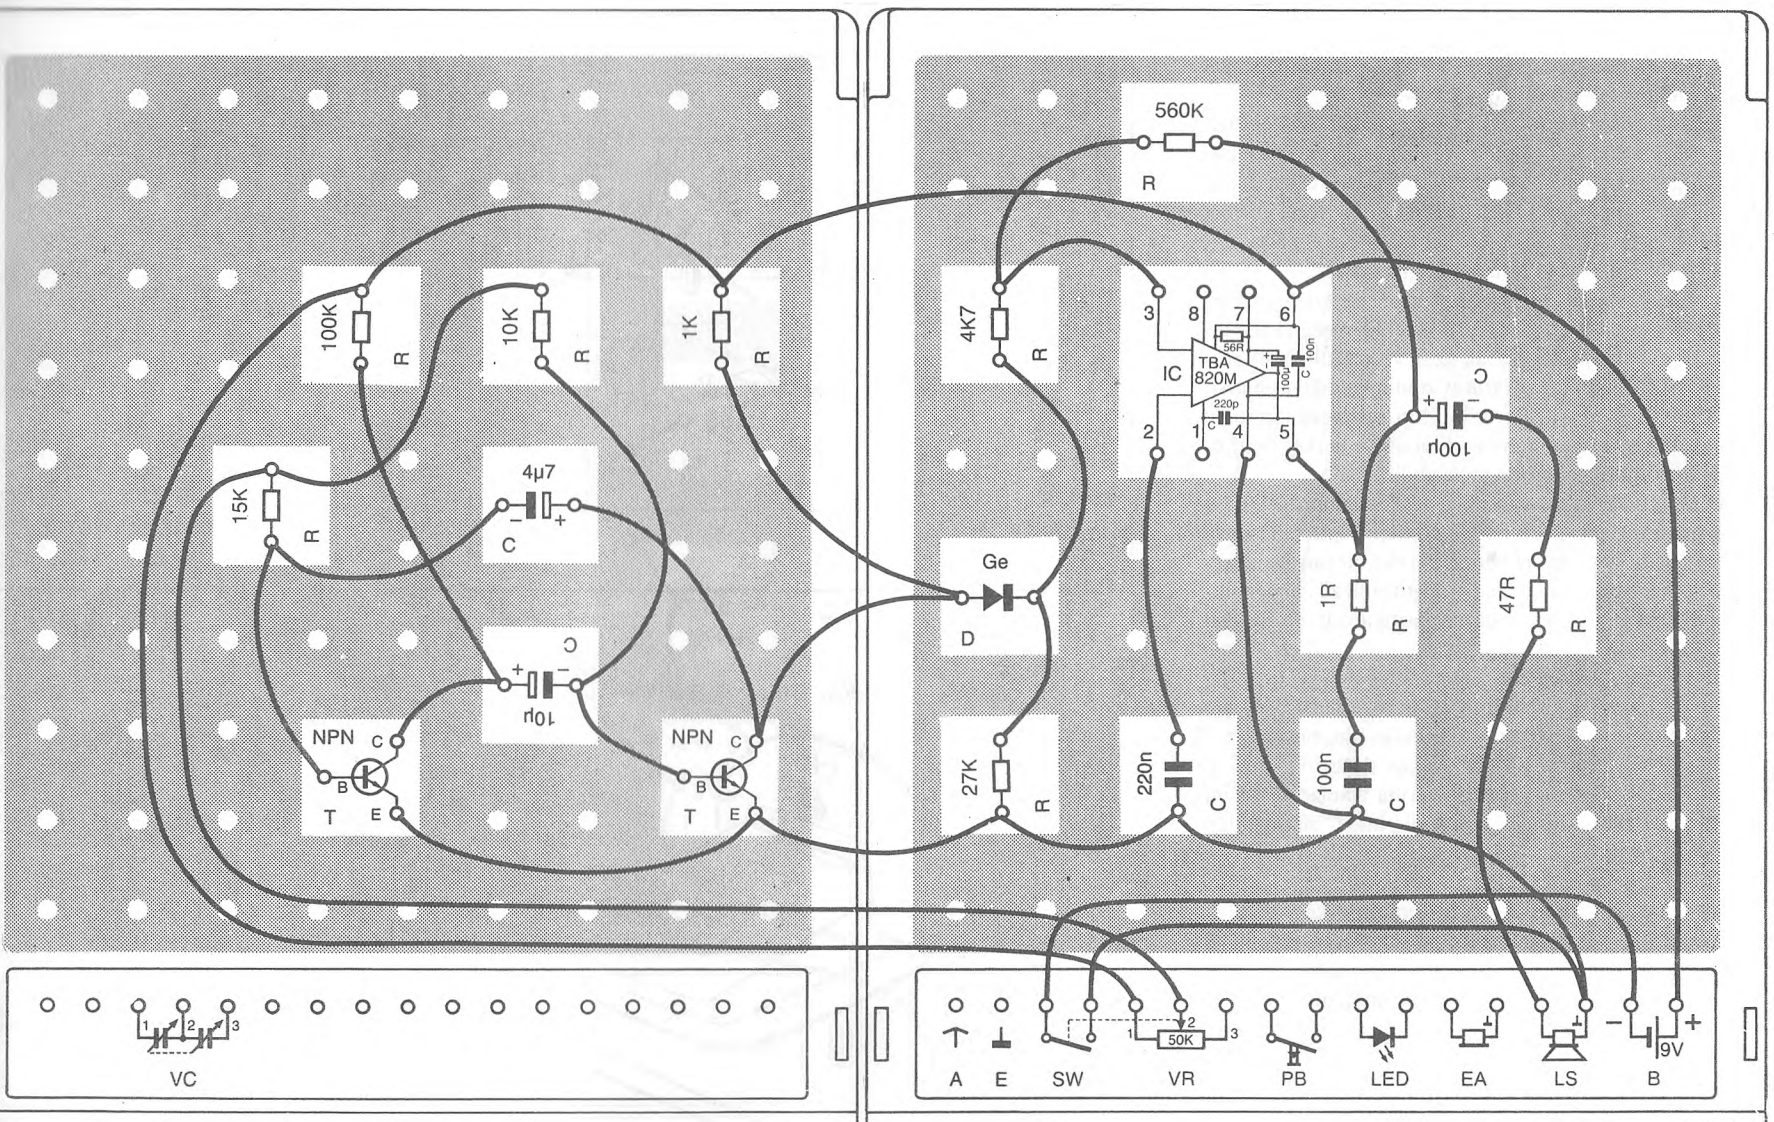 560K
R
100K
R
10K
R
1K
R
4K7
R
3 8 7 6
56R
100n
C
100µ
+
−
IC
TBA
820M
220p
C
2 1 4 5
C
+ −
100µ
15K
R
4µ7
− +
C
Ge
D
1R
R
47R
R
C
+ −
10µ
NPN C
B
T E
NPN C
B
T E
27K
R
220n
C
100n
C
1 2 3
VC
A
E
SW
1 2 3
50K
VR
PB
LED
EA
LS
− +
9V
B